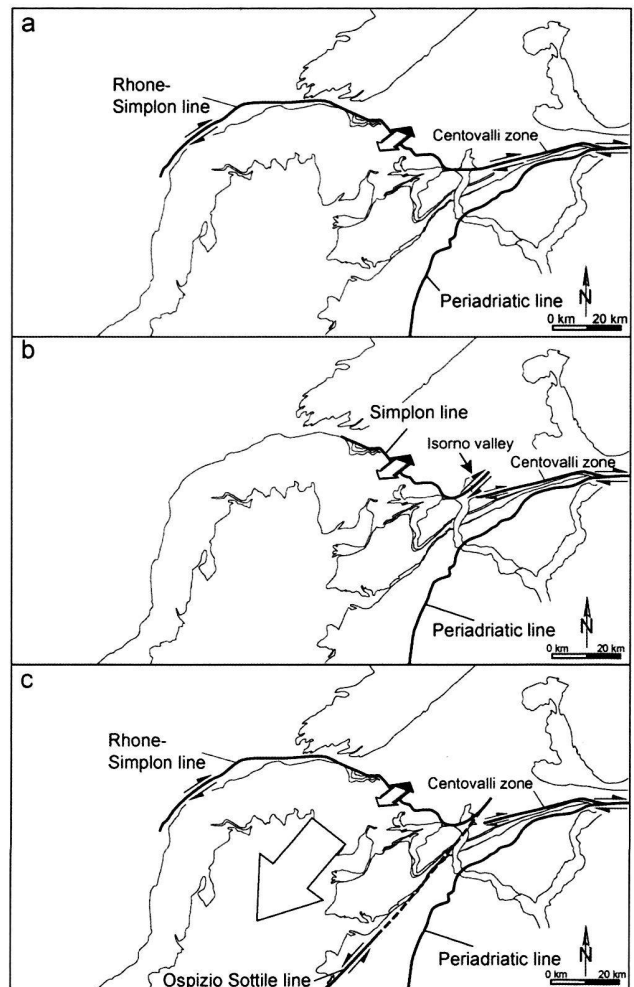 a
Rhone-
Simplon line
Centovalli zone
Periadriatic line
N
0 km 20 km
b
Simplon line
Isorno valley
Centovalli zone
Periadriatic line
N
0 km 20 km
c
Rhone-
Simplon line
Centovalli zone
Periadriatic line
Ospizio Sottile line
N
0 km 20 km